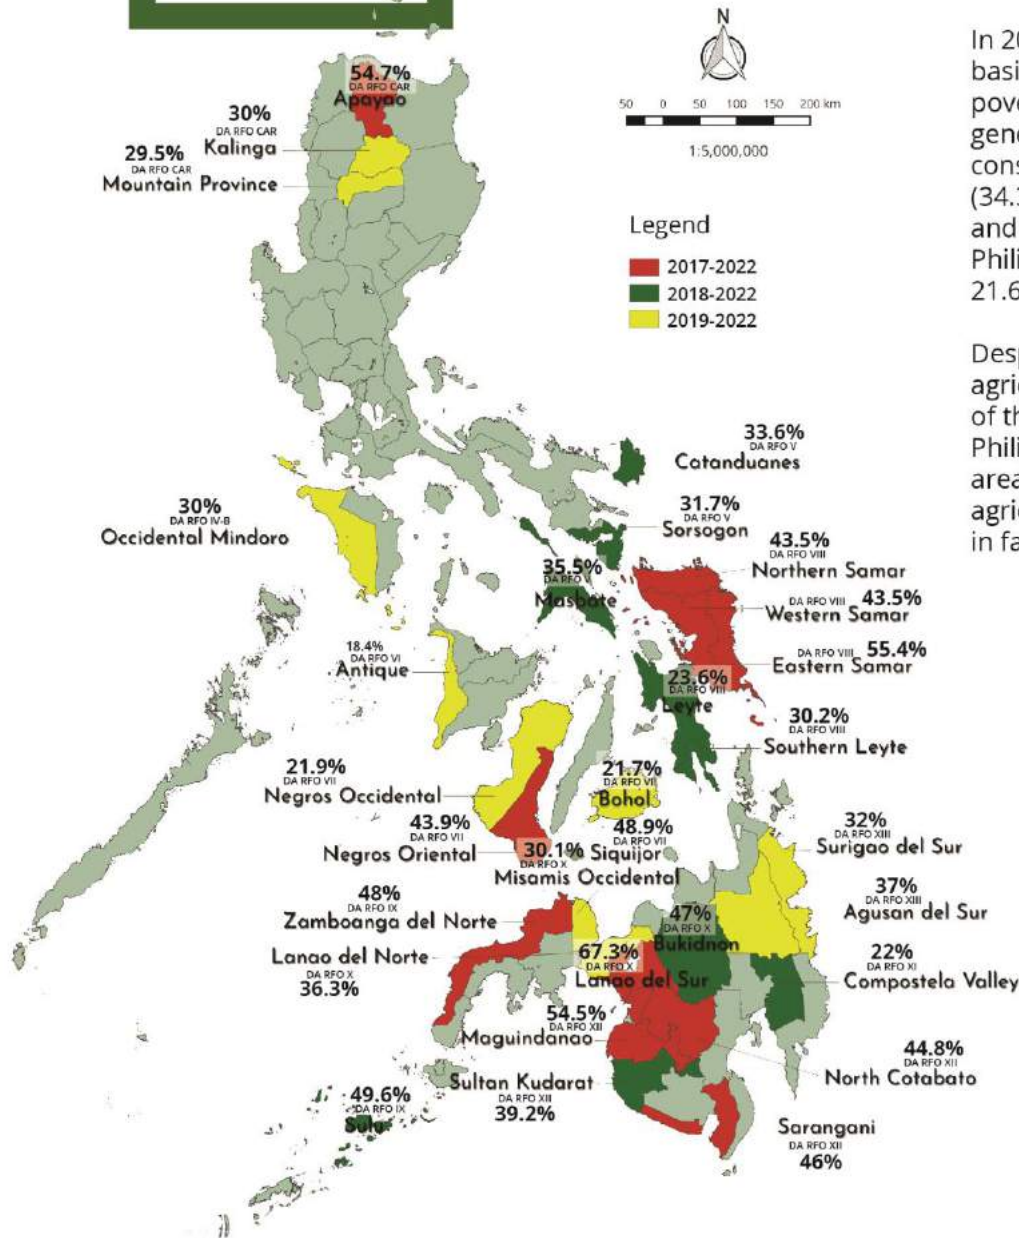 N
50 0 50 100 150 200 km
1:5,000,000
Legend
2017-2022
2018-2022
2019-2022
54.7%
DA RFO CAR
Apayao
30%
DA RFO CAR
Kalinga
29.5%
DA RFO CAR
Mountain Province
33.6%
DA RFO V
Catanduanes
31.7%
DA RFO V
Sorsogon
30%
DA RFO IV-B
Occidental Mindoro
35.5%
DA RFO V
Masbate
43.5%
DA RFO VIII
Northern Samar
DA RFO VIII 43.5%
Western Samar
DA RFO VIII 55.4%
Eastern Samar
18.4%
DA RFO VI
Antique
23.6%
DA RFO VIII
Leyte
30.2%
DA RFO VIII
Southern Leyte
21.9%
DA RFO VII
Negros Occidental
21.7%
DA RFO VII
Bohol
43.9%
DA RFO VII
Negros Oriental
48.9%
DA RFO VII
Siquijor
30.1%
DA RFO X
Misamis Occidental
32%
DA RFO XIII
Surigao del Sur
37%
DA RFO XIII
Agusan del Sur
48%
DA RFO IX
Zamboanga del Norte
47%
DA RFO X
Bukidnon
Lanao del Norte
DA RFO X
36.3%
67.3%
DA RFO X
Lanao del Sur
22%
DA RFO XI
Compostela Valley
54.5%
DA RFO XII
Maguindanao
44.8%
DA RFO XII
North Cotabato
Sultan Kudarat
DA RFO XII
39.2%
49.6%
DA RFO IX
Sulu
Sarangani
DA RFO XII
46%
In 20
basi
pove
gene
cons
(34.3
and
Phili
21.6
Desp
agri
of th
Phili
area
agri
in fa